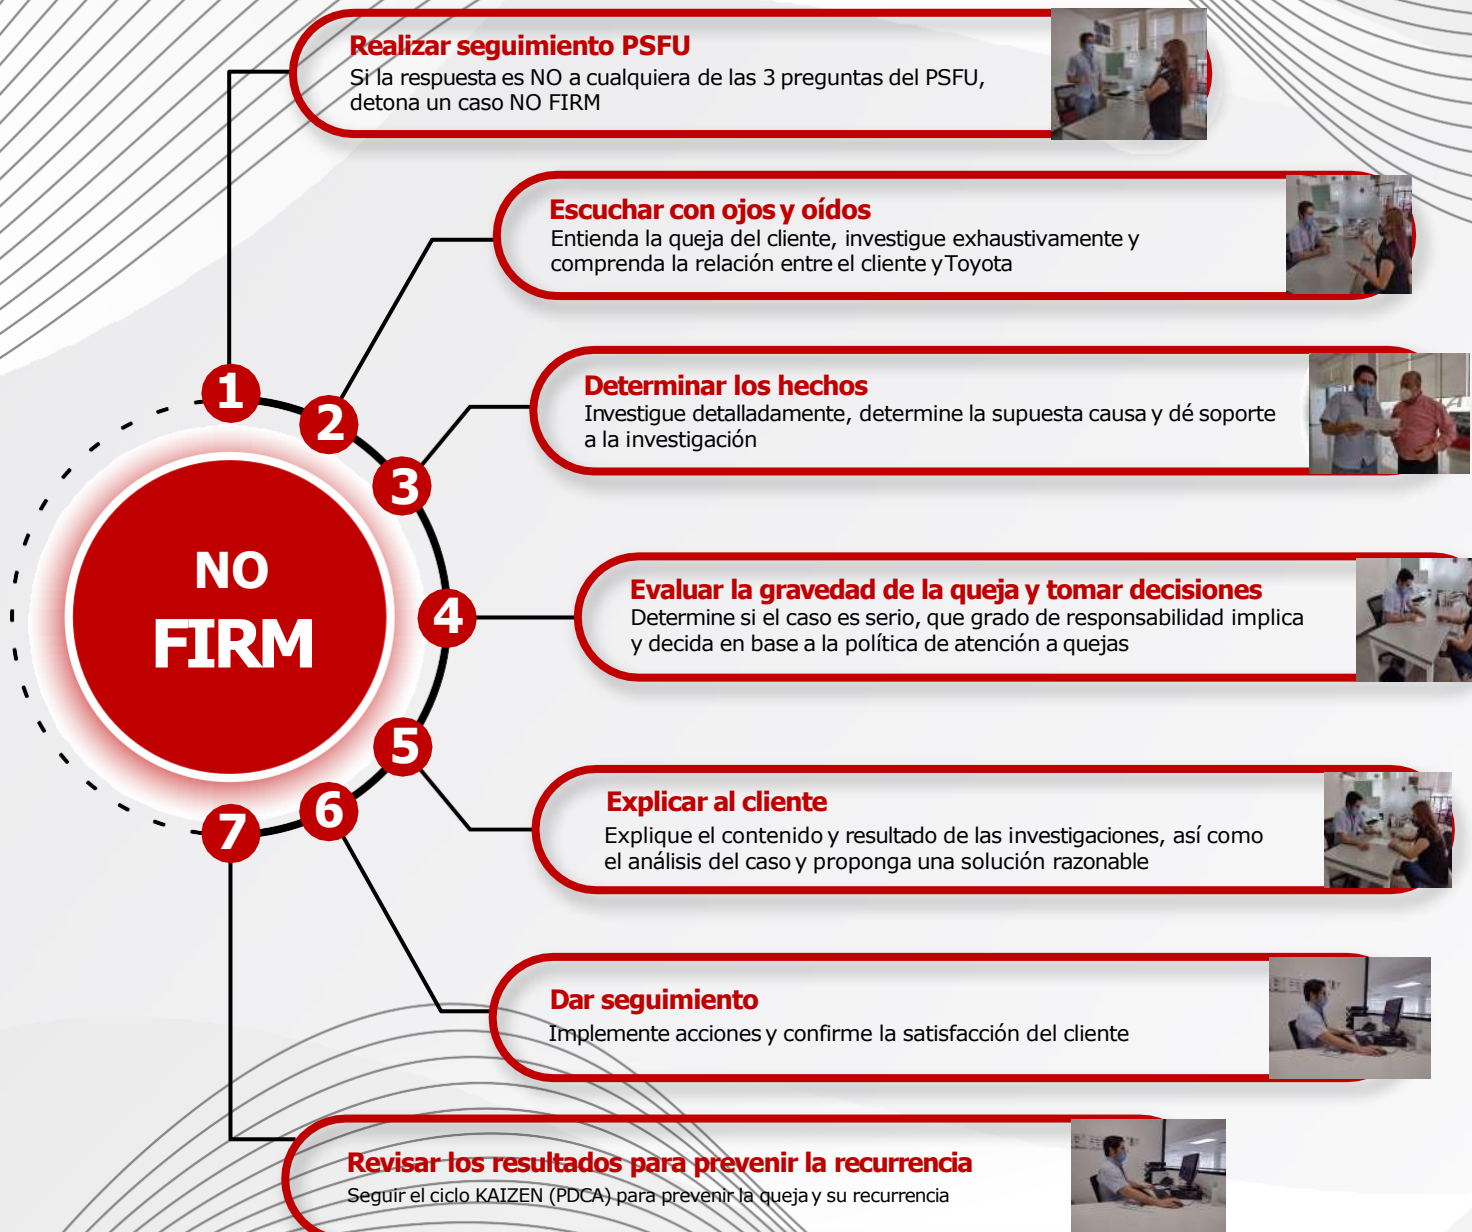 Realizar seguimiento PSFU
Si la respuesta es NO a cualquiera de las 3 preguntas del PSFU,
detona un caso NO FIRM
Escuchar con ojos y oídos
Entienda la queja del cliente, investigue exhaustivamente y
comprenda la relación entre el cliente y Toyota
Determinar los hechos
Investigue detalladamente, determine la supuesta causa y dé soporte
a la investigación
Evaluar la gravedad de la queja y tomar decisiones
Determine si el caso es serio, que grado de responsabilidad implica
y decida en base a la política de atención a quejas
Explicar al cliente
Explique el contenido y resultado de las investigaciones, así como
el análisis del caso y proponga una solución razonable
Dar seguimiento
Implemente acciones y confirme la satisfacción del cliente
Revisar los resultados para prevenir la recurrencia
Seguir el ciclo KAIZEN (PDCA) para prevenir la queja y su recurrencia
1
2
3
4
5
6
7
NO
FIRM